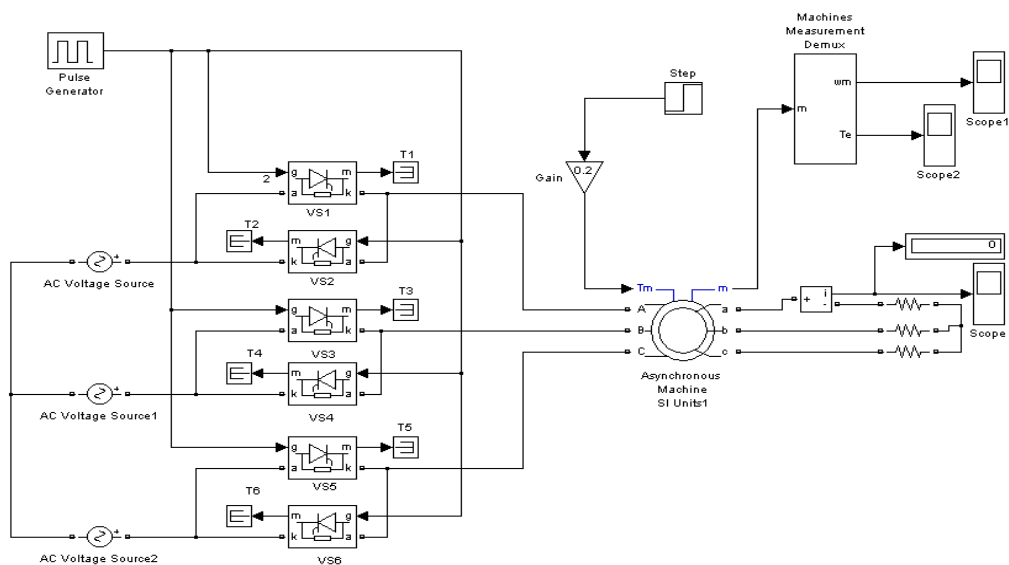 Machines
Measurement
Demux
Pulse
Generator
Step
wm
m
Te
Scope1
Scope2
T1
g m
2
a k
VS1
Gain
0.2
T2
m g
k a
VS2
AC Voltage Source
T3
g m
a k
VS3
T4
m g
k a
VS4
AC Voltage Source1
T5
g m
a k
VS5
T6
m g
k a
VS6
AC Voltage Source2
Tm m
A a
B b
C c
Asynchronous
Machine
SI Units1
+ i
-
0
Scope